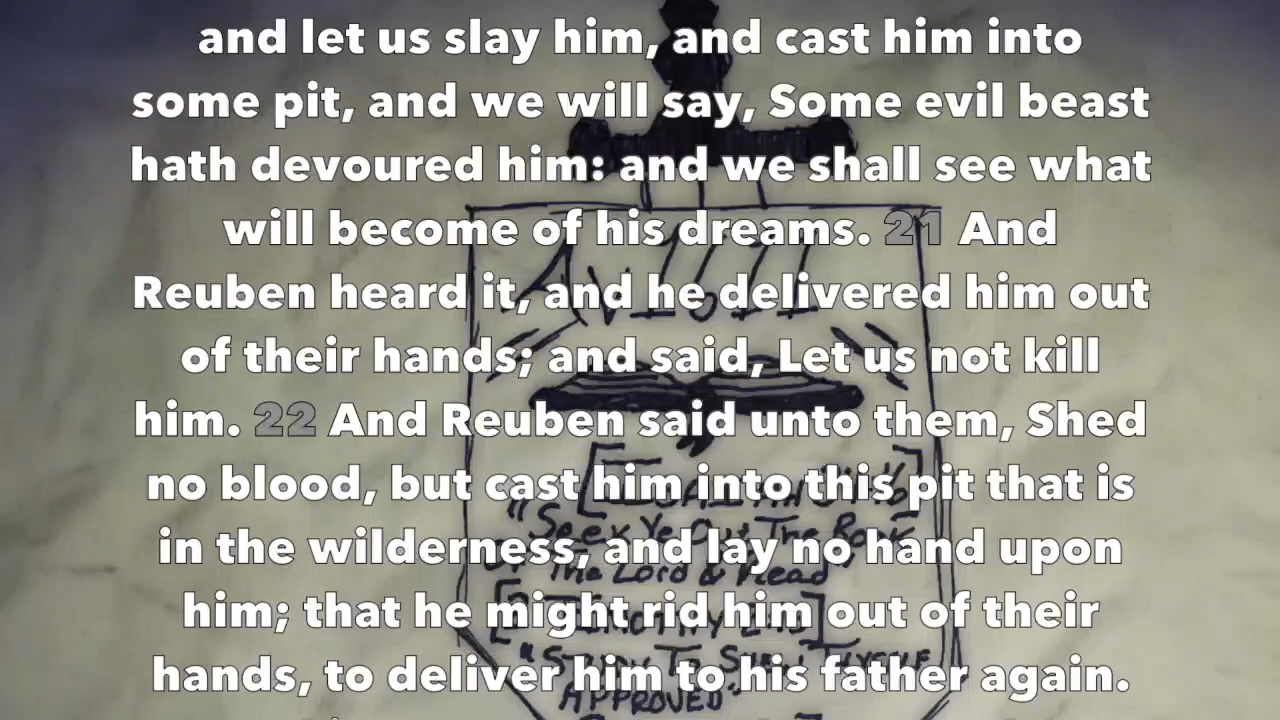 and let us slay him, and cast him into
some pit, and we will say, Some evil beast
hath devoured him: and we shall see what
will become of his dreams. 21 And
Reuben heard it, and he delivered him out
of their hands; and said, Let us not kill
him. 22 And Reuben said unto them, Shed
no blood, but cast him into this pit that is
in the wilderness, and lay no hand upon
him; that he might rid him out of their
hands, to deliver him to his father again.
"Seek Ye Out The Book
The Lord & Read"
"Study To Shew Thyself
Approved"